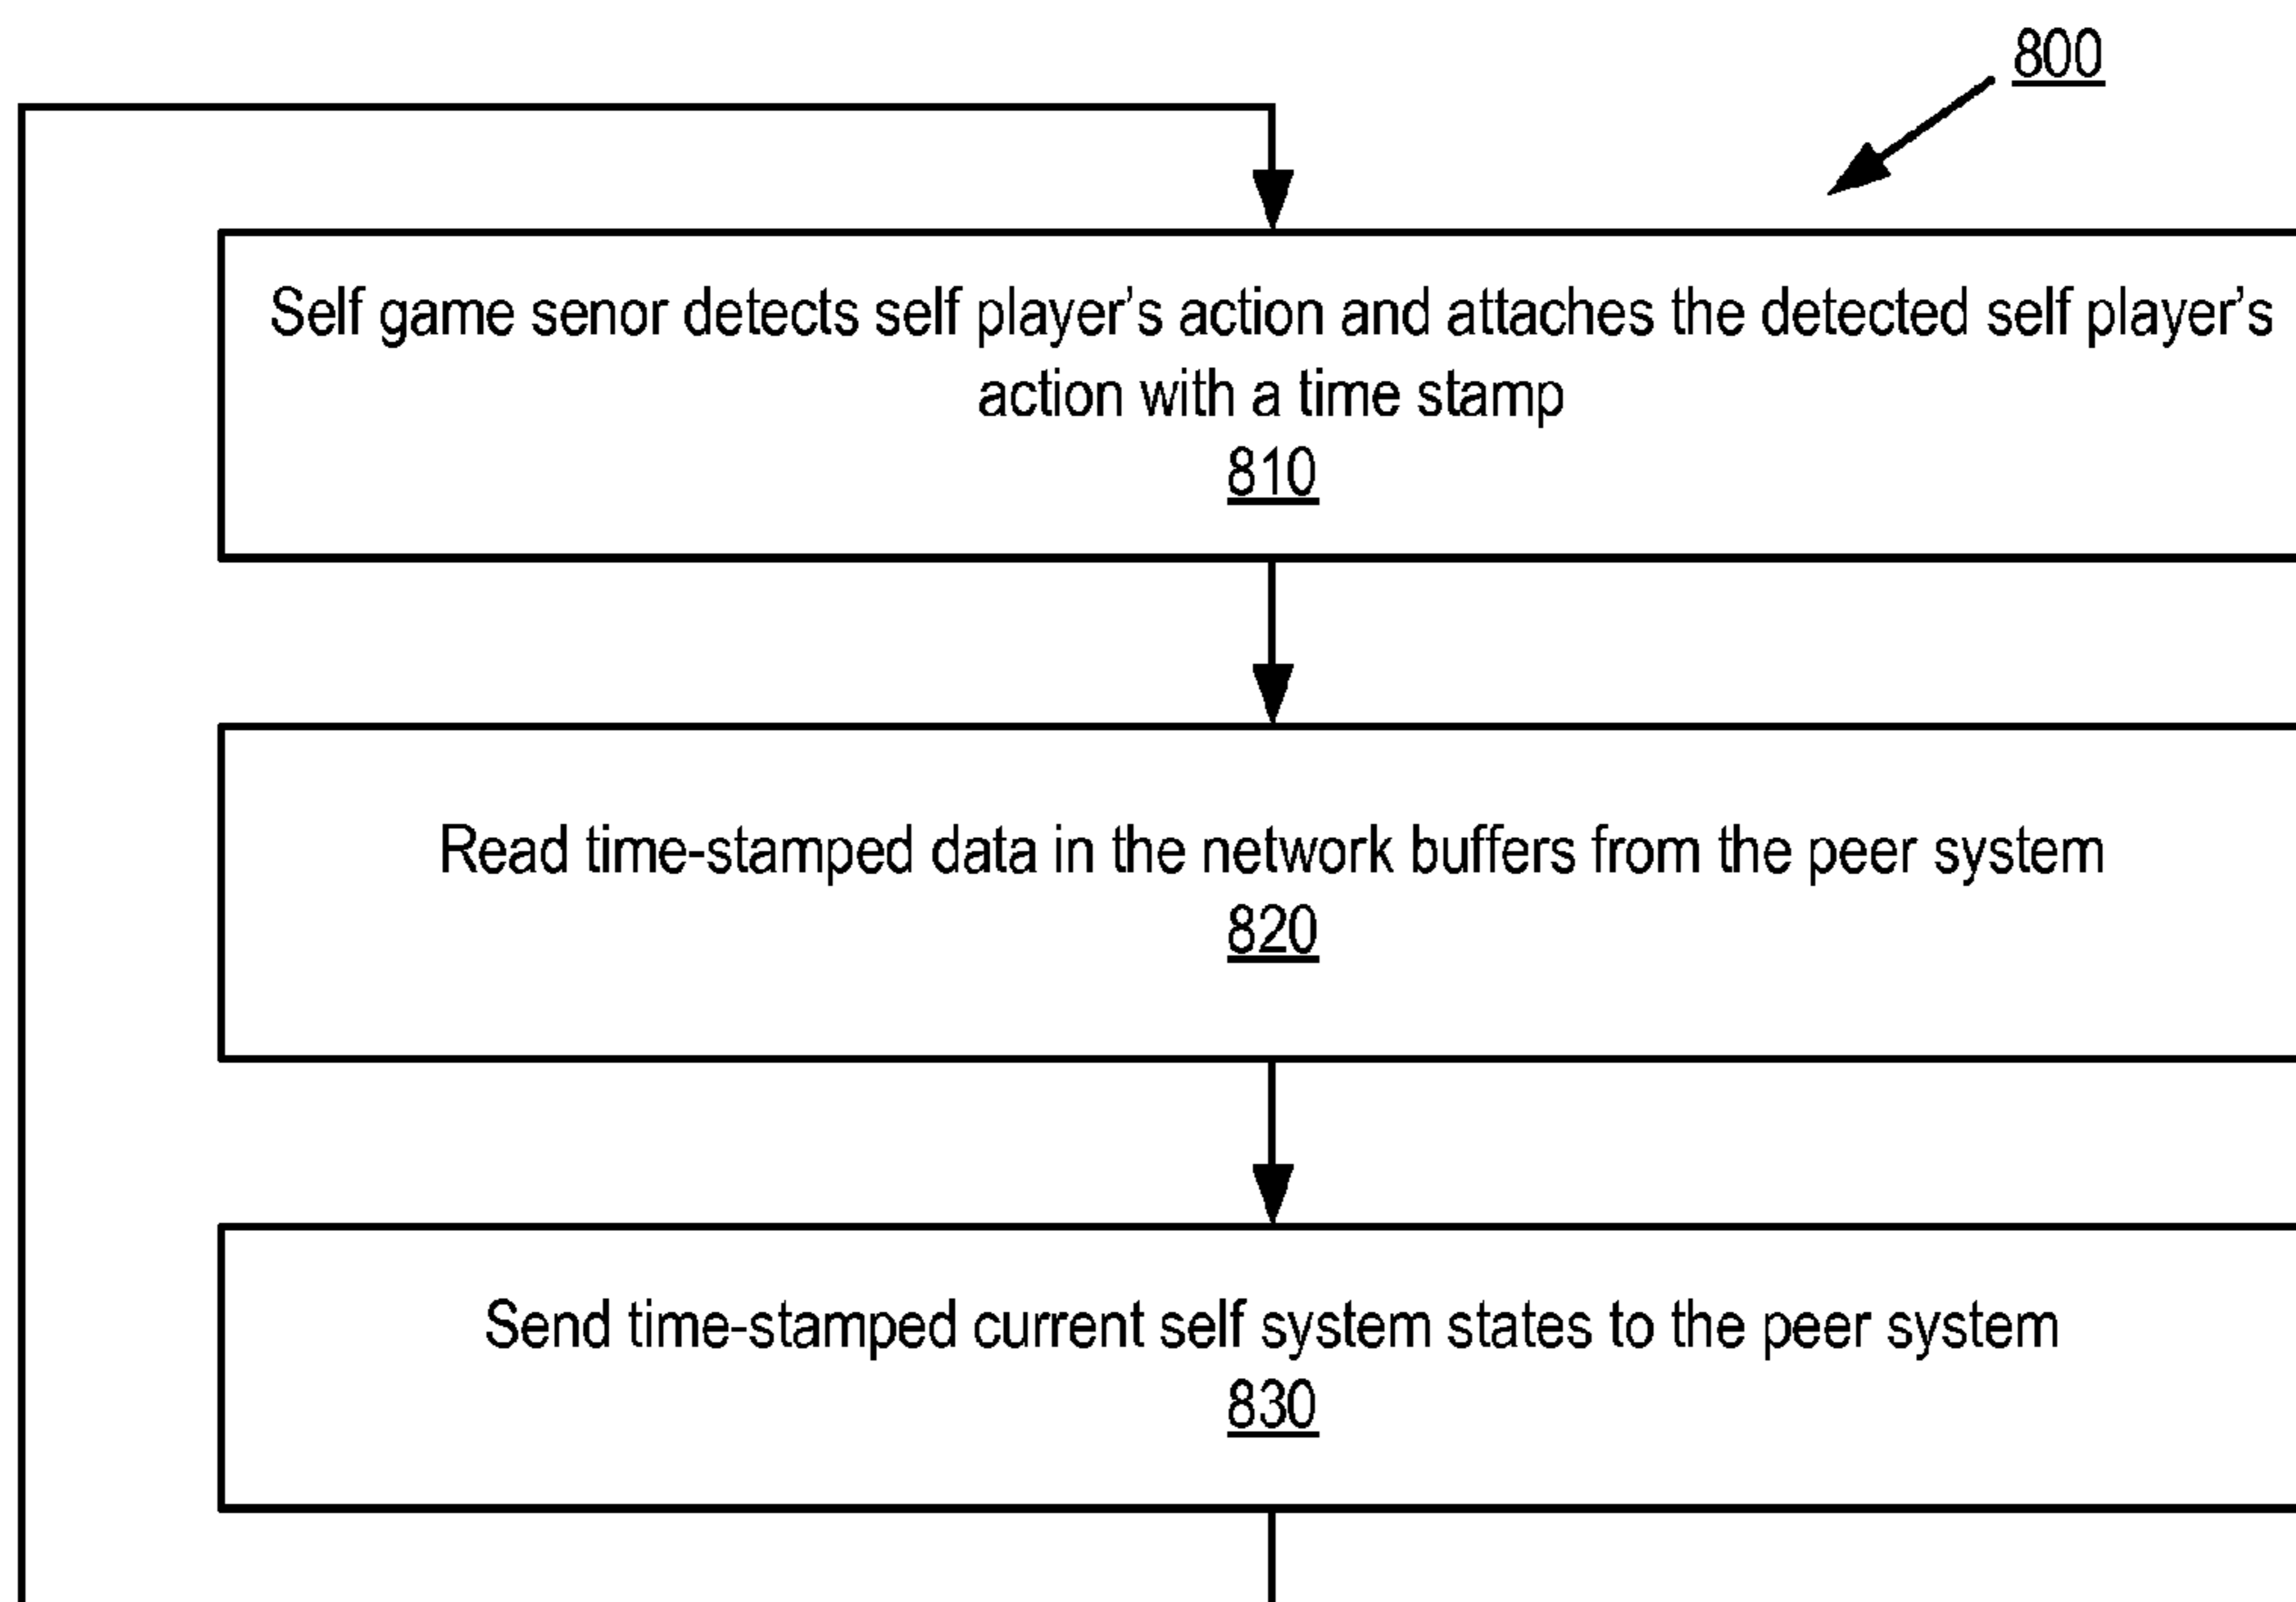 800
Self game senor detects self player’s action and attaches the detected self player’s
action with a time stamp
810
Read time-stamped data in the network buffers from the peer system
820
Send time-stamped current self system states to the peer system
830